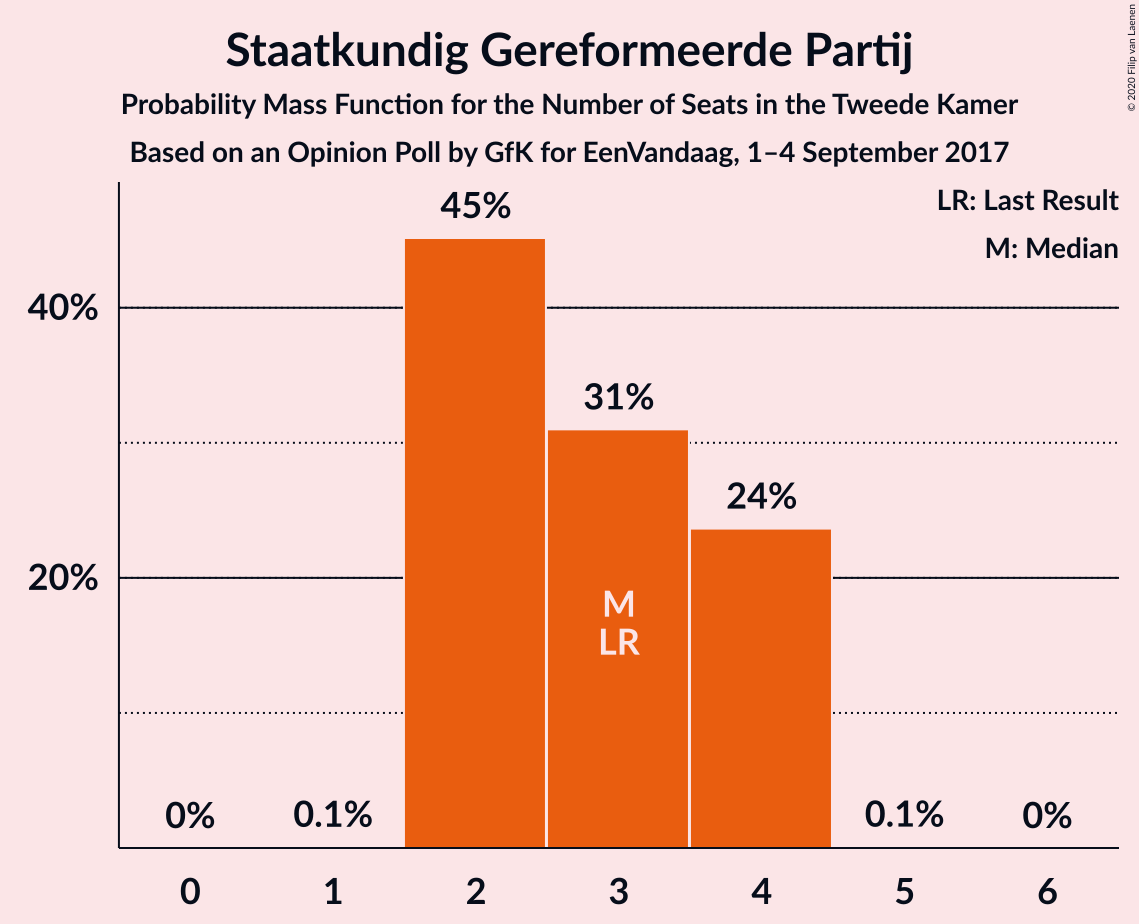 Staatkundig Gereformeerde Partij
Probability Mass Function for the Number of Seats in the Tweede Kamer
Based on an Opinion Poll by GfK for EenVandaag, 1–4 September 2017
© 2020 Filip van Laenen
LR: Last Result
M: Median
45%
40%
31%
24%
20%
M
LR
0%
0.1%
0.1%
0%
0 1 2 3 4 5 6